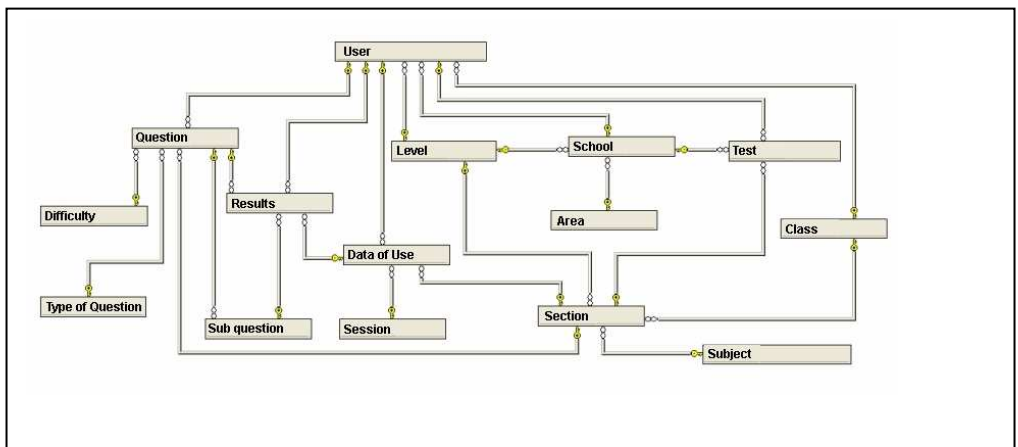 User
Question
Level
School
Test
Difficulty
Results
Area
Class
Data of Use
Type of Question
Sub question
Session
Section
Subject